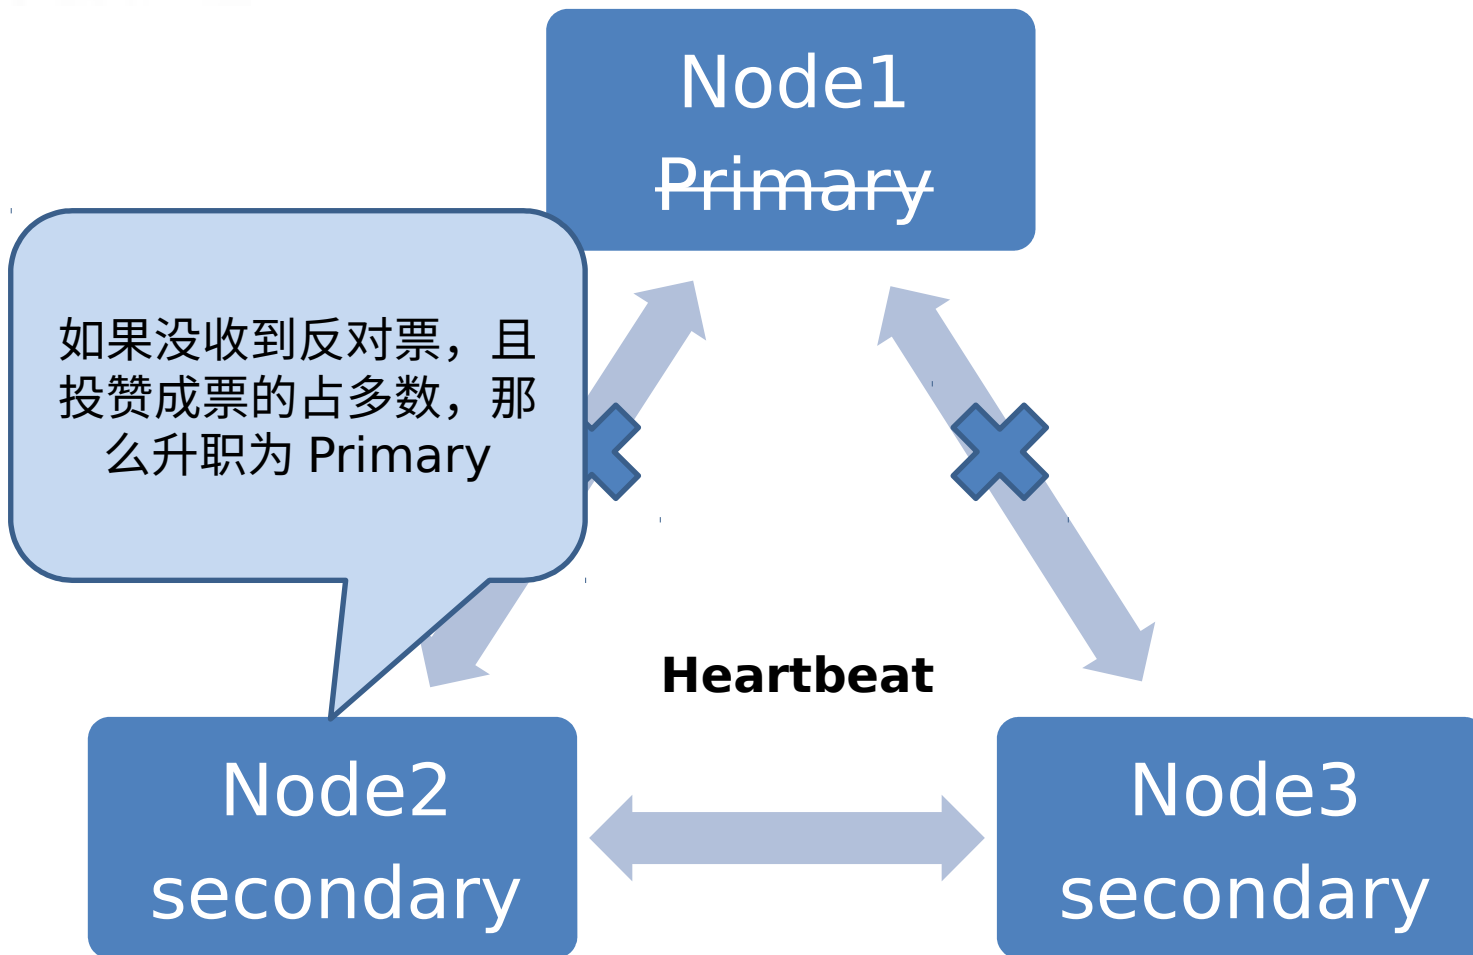 Node1
Primary
如果没收到反对票，且
投赞成票的占多数，那
么升职为 Primary
Heartbeat
Node2
secondary
Node3
secondary